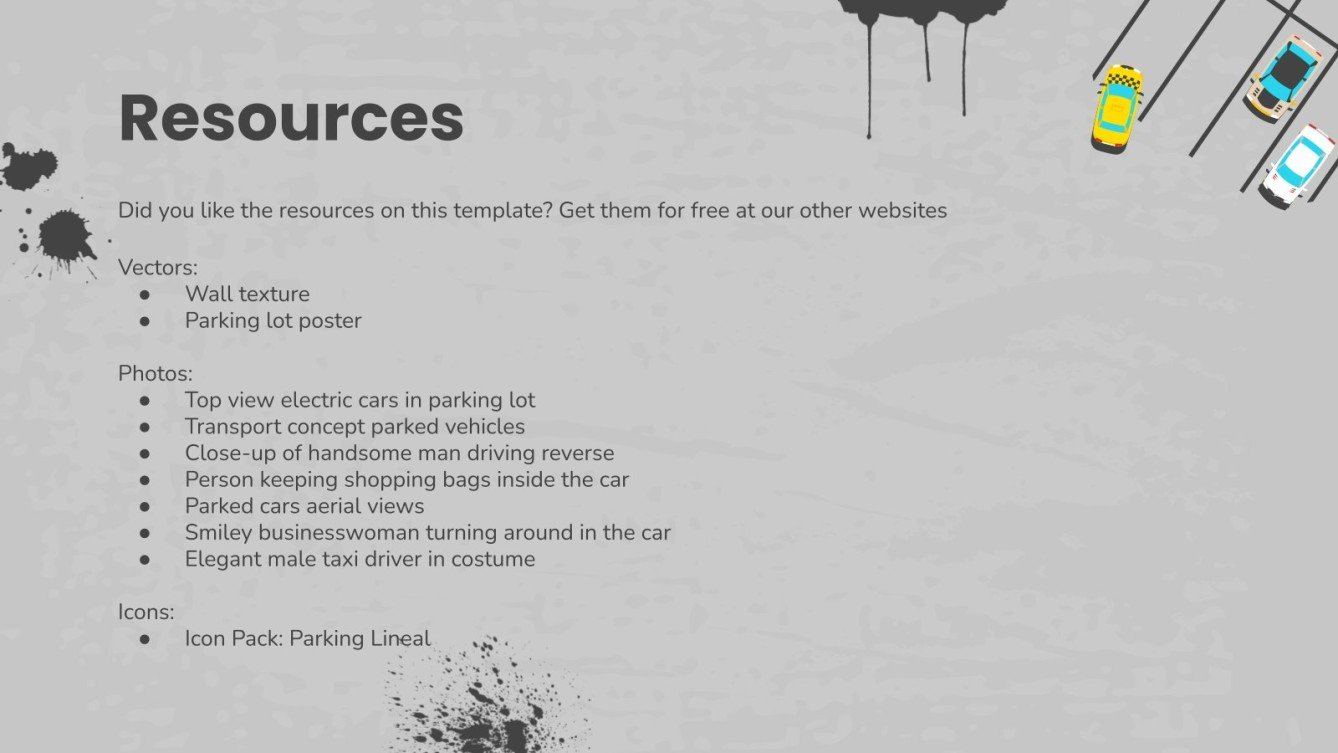 Resources
Did you like the resources on this template? Get them for free at our other websites
Vectors:
● Wall texture
● Parking lot poster
Photos:
● Top view electric cars in parking lot
● Transport concept parked vehicles
● Close-up of handsome man driving reverse
● Person keeping shopping bags inside the car
● Parked cars aerial views
● Smiley businesswoman turning around in the car
● Elegant male taxi driver in costume
Icons:
● Icon Pack: Parking Lineal